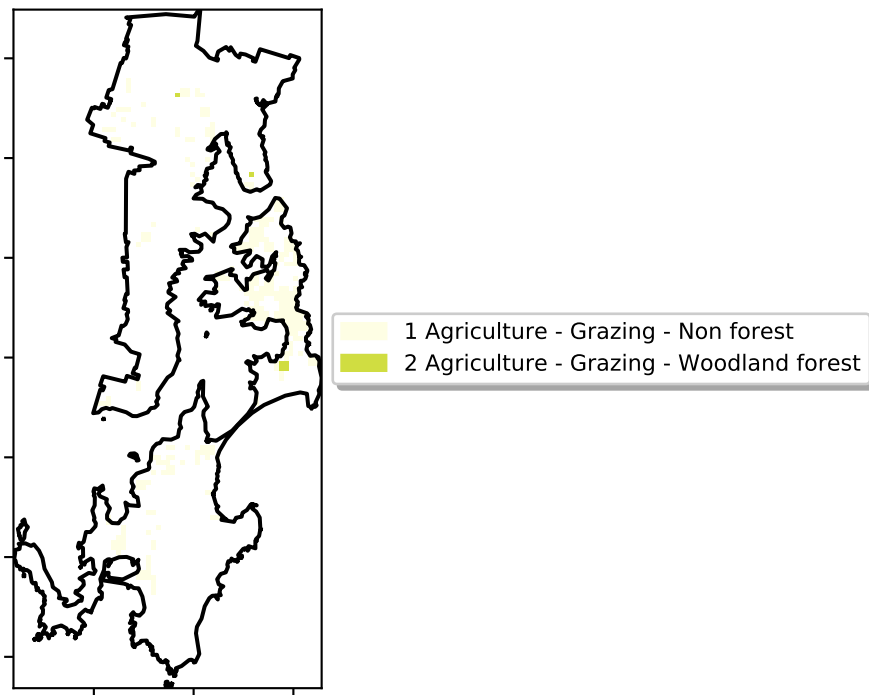 1 Agriculture - Grazing - Non forest
2 Agriculture - Grazing - Woodland forest